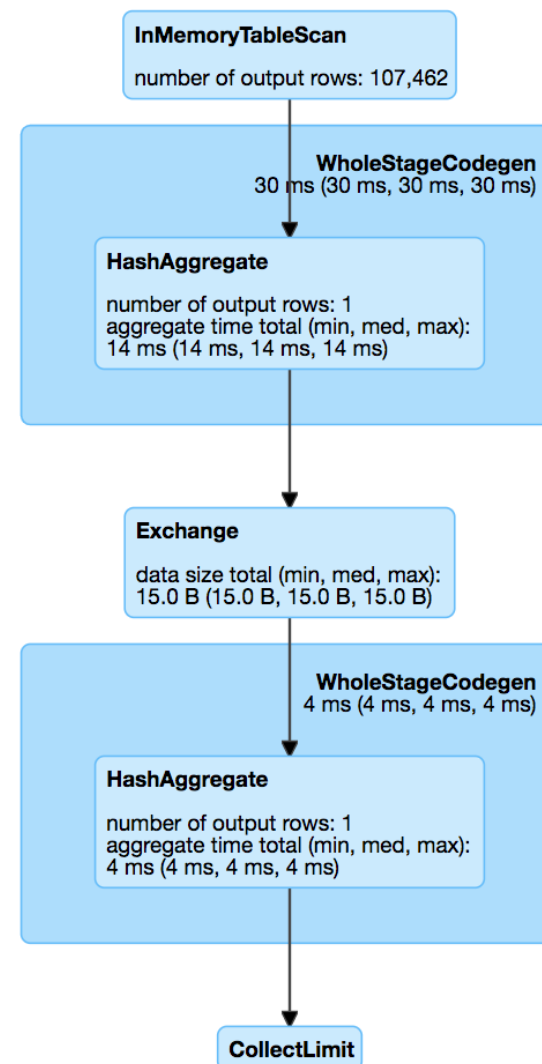 InMemoryTableScan
number of output rows: 107,462
WholeStageCodegen
30 ms (30 ms, 30 ms, 30 ms)
HashAggregate
number of output rows: 1
aggregate time total (min, med, max):
14 ms (14 ms, 14 ms, 14 ms)
Exchange
data size total (min, med, max):
15.0 B (15.0 B, 15.0 B, 15.0 B)
WholeStageCodegen
4 ms (4 ms, 4 ms, 4 ms)
HashAggregate
number of output rows: 1
aggregate time total (min, med, max):
4 ms (4 ms, 4 ms, 4 ms)
CollectLimit